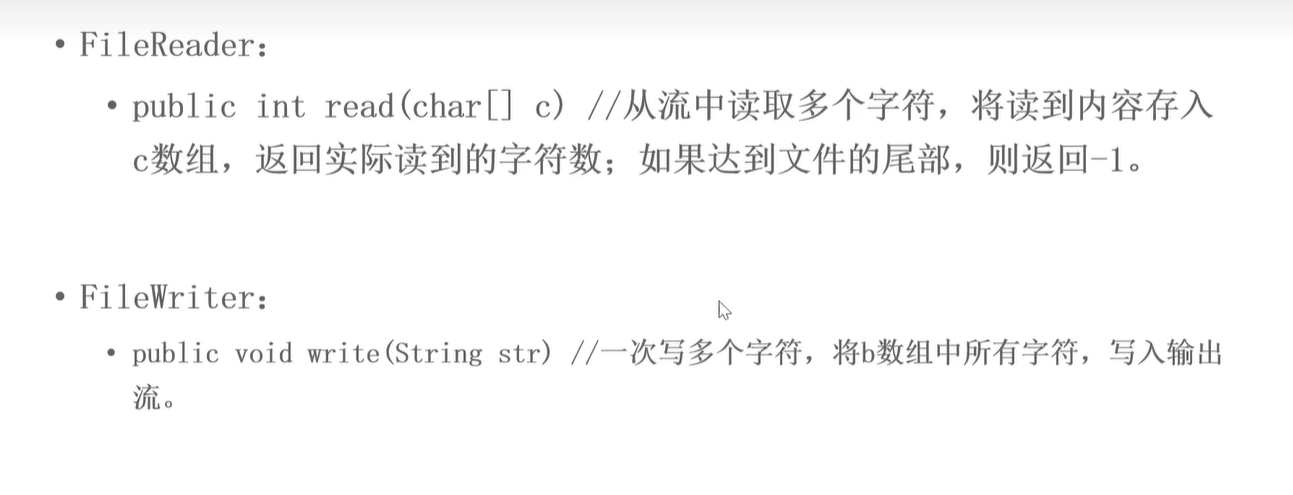 • FileReader：
• public int read(char[] c) //从流中读取多个字符，将读到内容存入
c数组，返回实际读到的字符数；如果达到文件的尾部，则返回-1。
• FileWriter：
• public void write(String str) //一次写多个字符，将b数组中所有字符，写入输出
流。